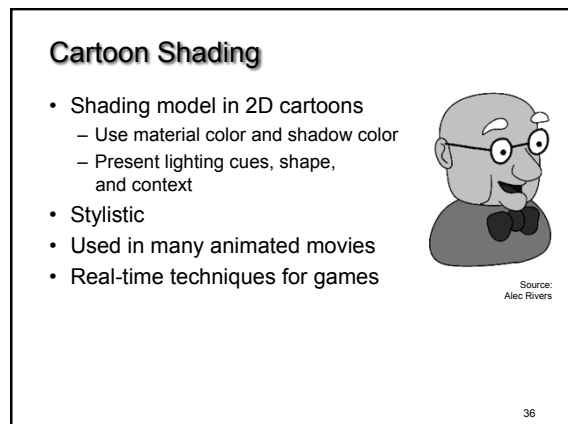 Cartoon Shading
• Shading model in 2D cartoons
– Use material color and shadow color
– Present lighting cues, shape,
and context
• Stylistic
• Used in many animated movies
• Real-time techniques for games
Source:
Alec Rivers
36